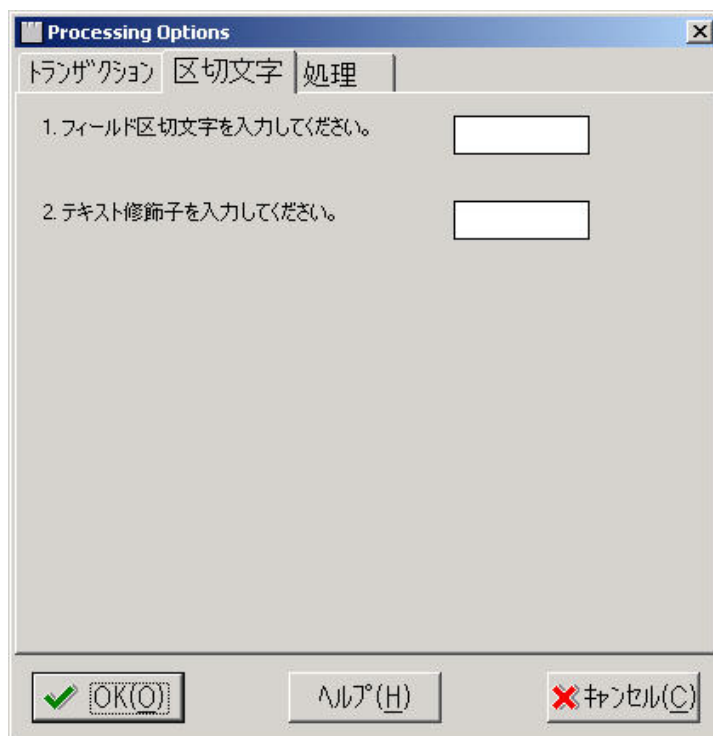 Processing Options
ﾄﾗﾝｻﾞｸｼｮﾝ 区切文字 処理
1. フィールド区切文字を入力してください。
2. テキスト修飾子を入力してください。
OK(O) ﾍﾙﾌﾟ(H) ｷｬﾝｾﾙ(C)